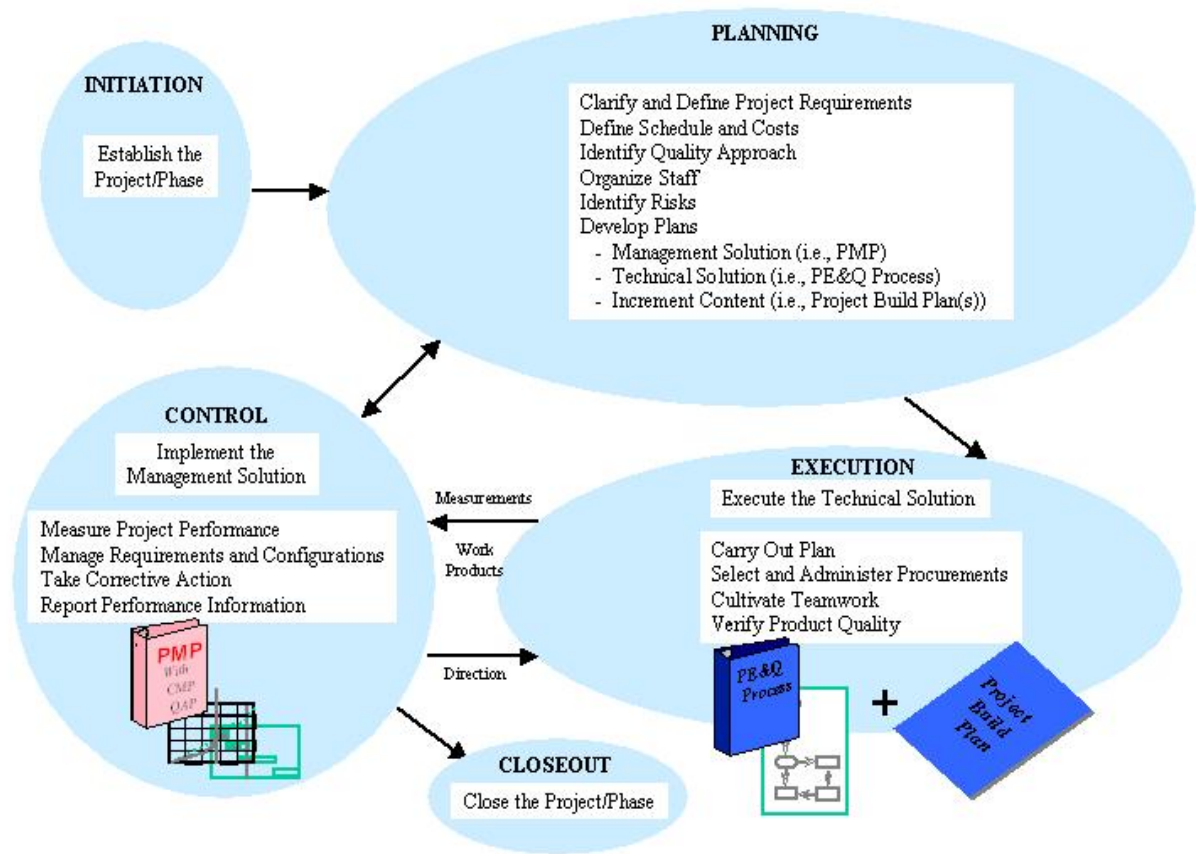 PLANNING
INITIATION
Establish the
Project/Phase
Clarify and Define Project Requirements
Define Schedule and Costs
Identify Quality Approach
Organize Staff
Identify Risks
Develop Plans
- Management Solution (i.e., PMP)
- Technical Solution (i.e., PE&Q Process)
- Increment Content (i.e., Project Build Plan(s))
CONTROL
Implement the
Management Solution
Measure Project Performance
Manage Requirements and Configurations
Take Corrective Action
Report Performance Information
PMP
With
CMP
QAP
Measurements
Work
Products
Direction
EXECUTION
Execute the Technical Solution
Carry Out Plan
Select and Administer Procurements
Cultivate Teamwork
Verify Product Quality
PE&Q
Process
+
Project
Build
Plan
CLOSEOUT
Close the Project/Phase